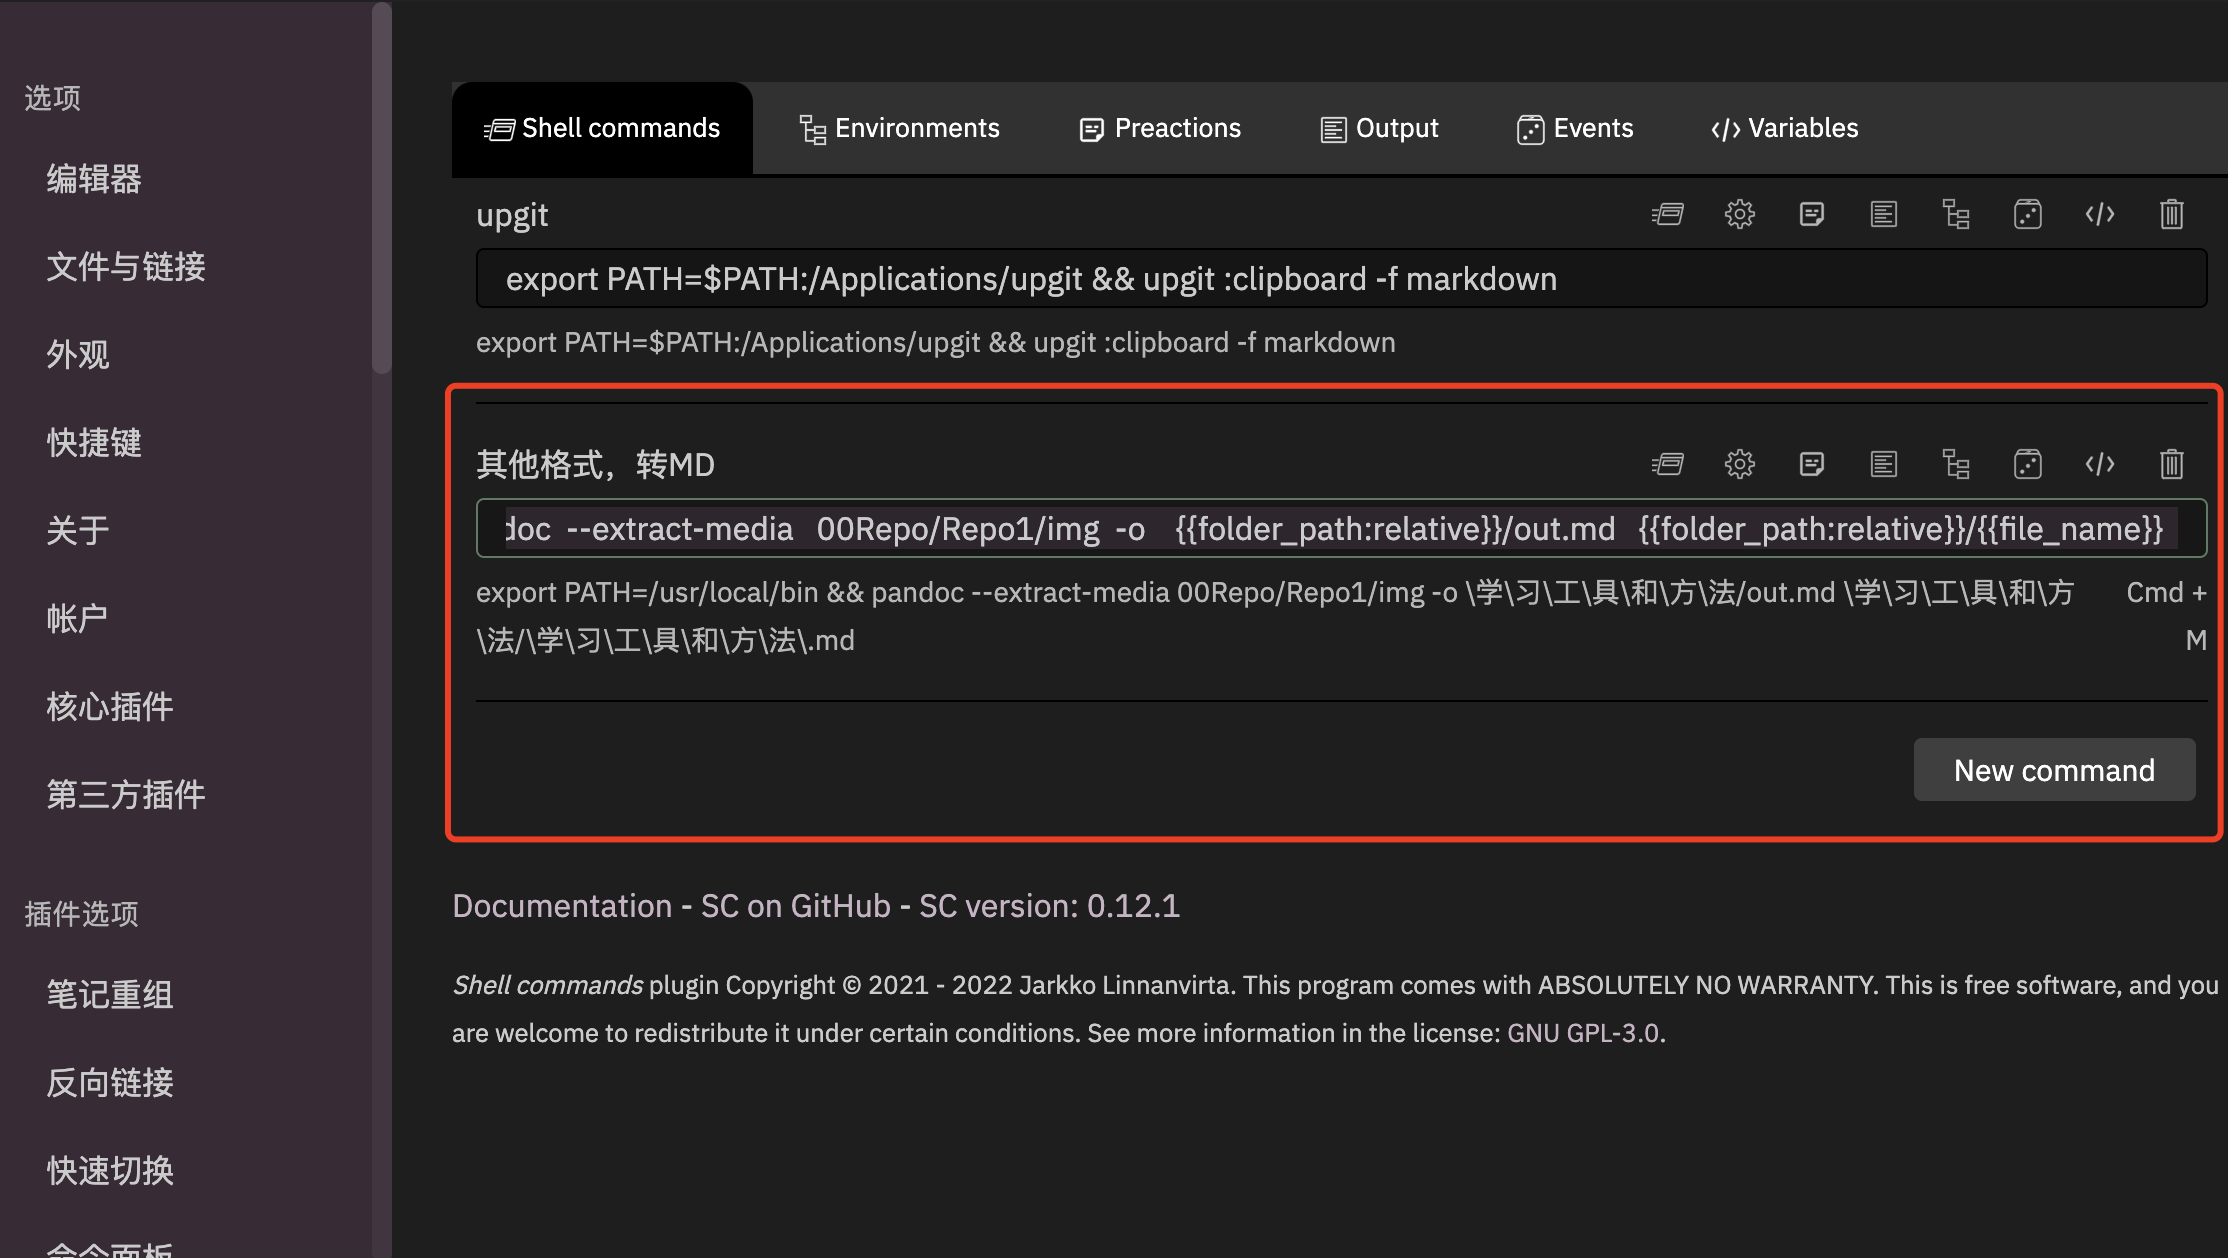 选项
编辑器
文件与链接
外观
快捷键
关于
帐户
核心插件
第三方插件
插件选项
笔记重组
反向链接
快速切换
命令面板
Shell commands Environments Preactions Output Events Variables
upgit
export PATH=$PATH:/Applications/upgit && upgit :clipboard -f markdown
export PATH=$PATH:/Applications/upgit && upgit :clipboard -f markdown
其他格式，转MD
doc --extract-media 00Repo/Repo1/img -o {{folder_path:relative}}/out.md {{folder_path:relative}}/{{file_name}}
export PATH=/usr/local/bin && pandoc --extract-media 00Repo/Repo1/img -o \学\习\工\具\和\方\法/out.md \学\习\工\具\和\方 Cmd +
\法/\学\习\工\具\和\方\法\.md M
New command
Documentation - SC on GitHub - SC version: 0.12.1
Shell commands plugin Copyright © 2021 - 2022 Jarkko Linnanvirta. This program comes with ABSOLUTELY NO WARRANTY. This is free software, and you
are welcome to redistribute it under certain conditions. See more information in the license: GNU GPL-3.0.